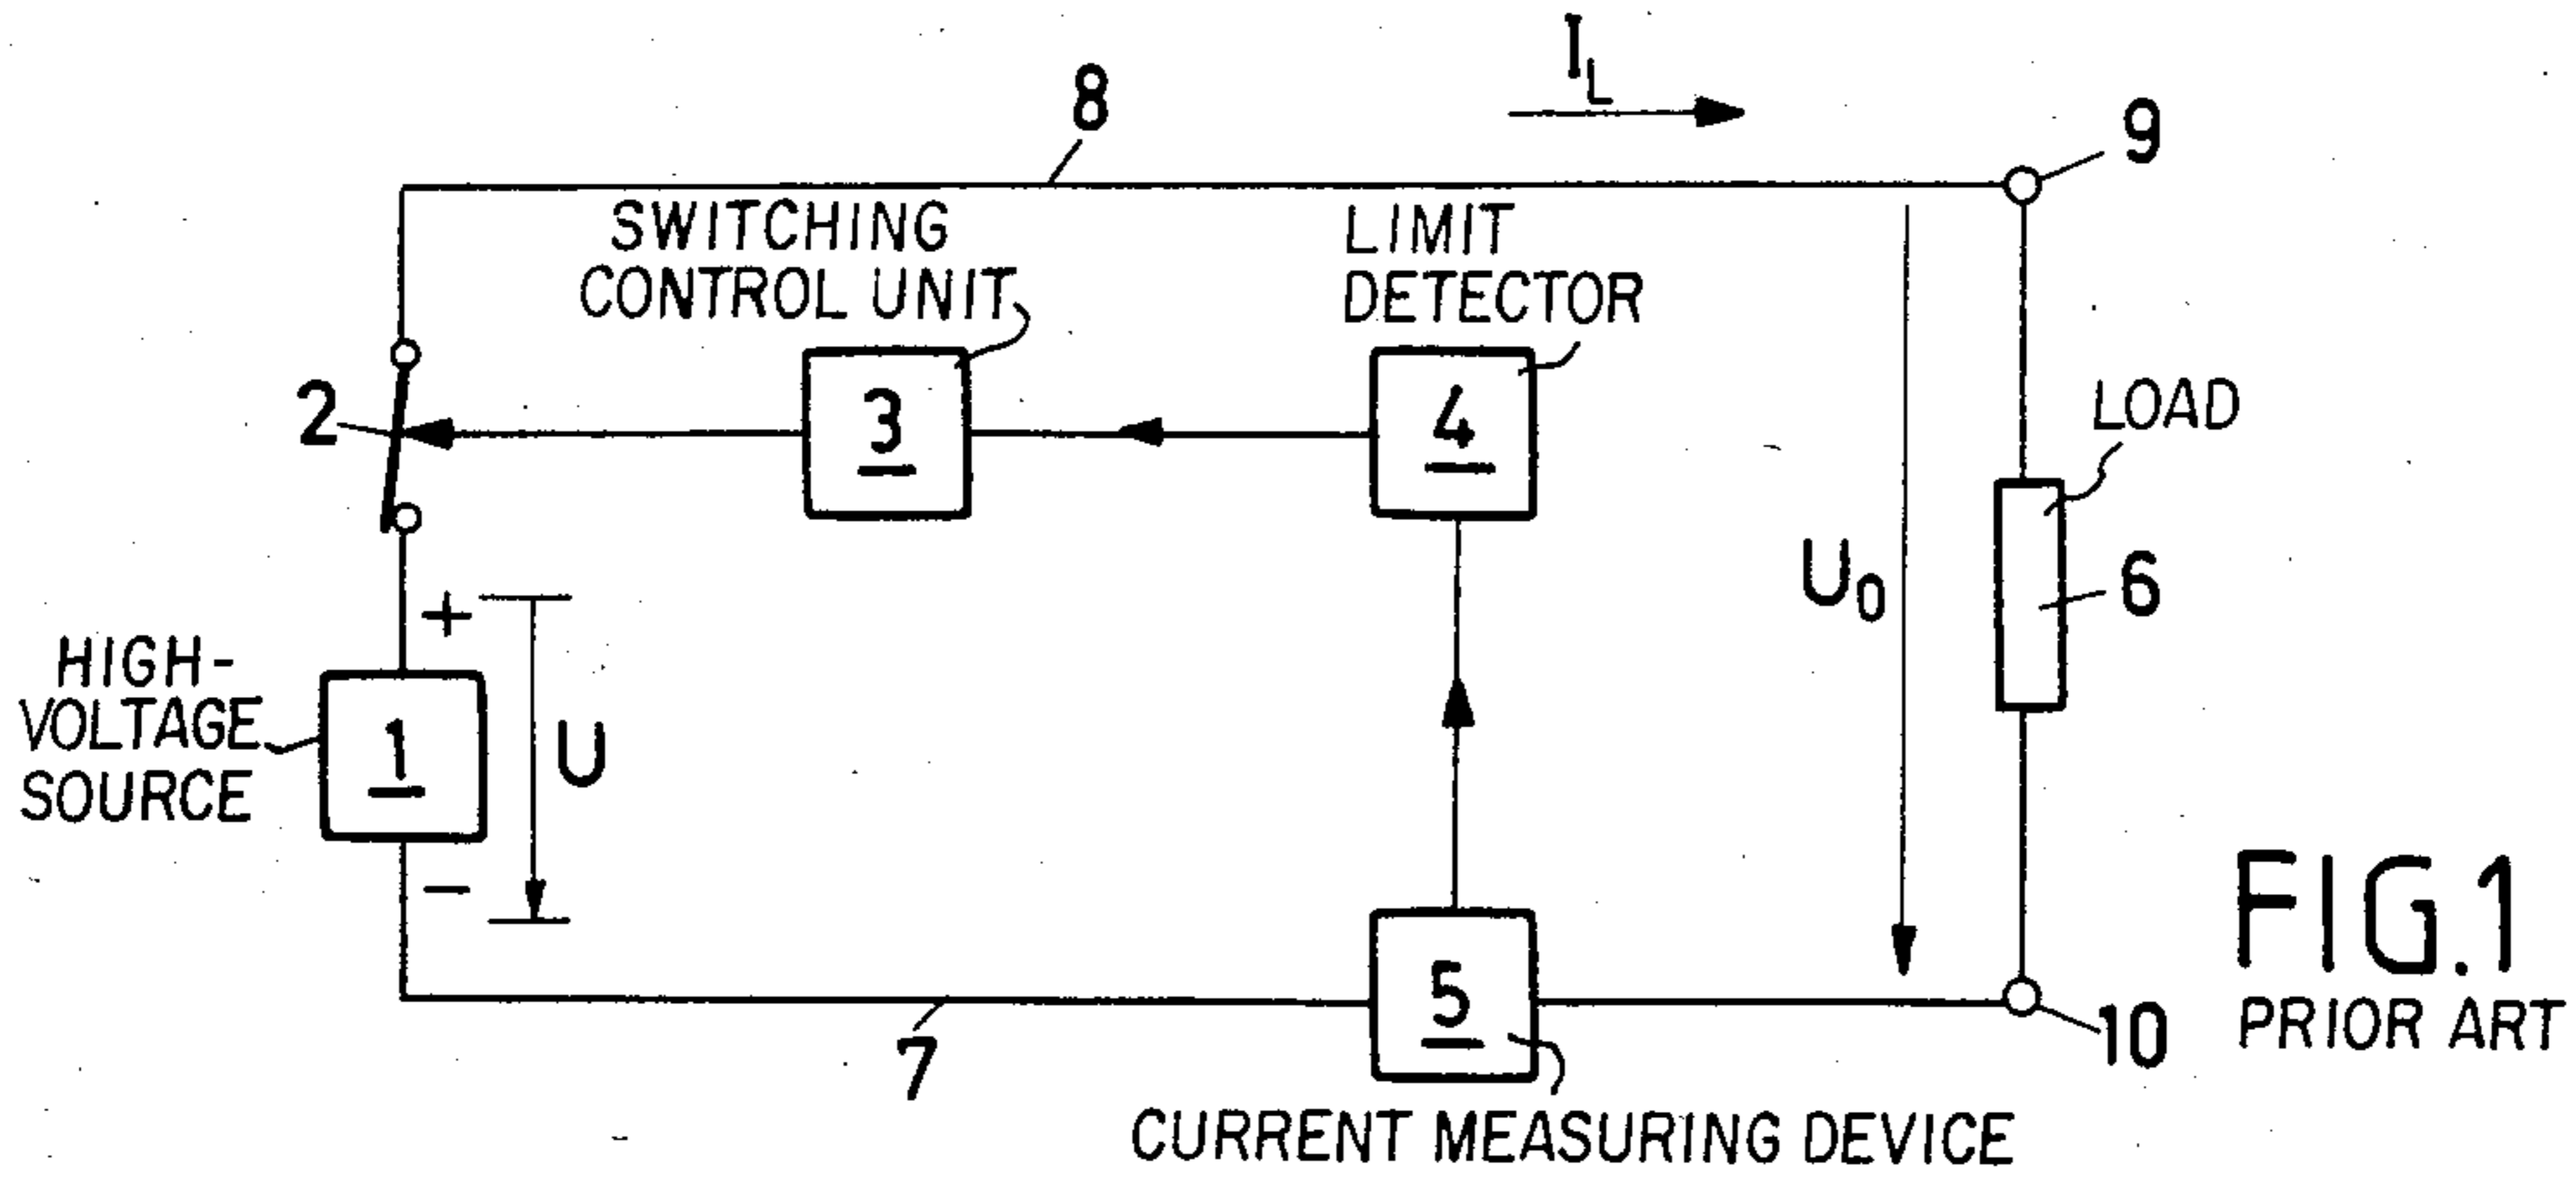 I_L
8
9
SWITCHING
CONTROL UNIT
LIMIT
DETECTOR
2
3
4
LOAD
U_0
6
+
HIGH-
VOLTAGE
SOURCE
1
U
−
5
7
10
FIG.1
PRIOR ART
CURRENT MEASURING DEVICE